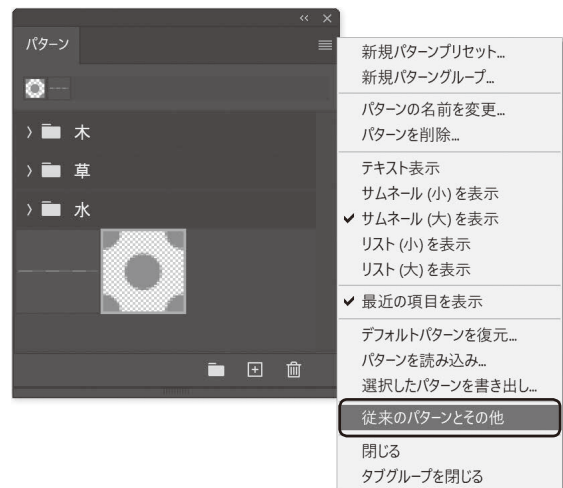 パターン
木
草
水
新規パターンプリセット...
新規パターングループ...
パターンの名前を変更...
パターンを削除...
テキスト表示
サムネール (小) を表示
サムネール (大) を表示
リスト (小) を表示
リスト (大) を表示
最近の項目を表示
デフォルトパターンを復元...
パターンを読み込み...
選択したパターンを書き出し...
従来のパターンとその他
閉じる
タブグループを閉じる